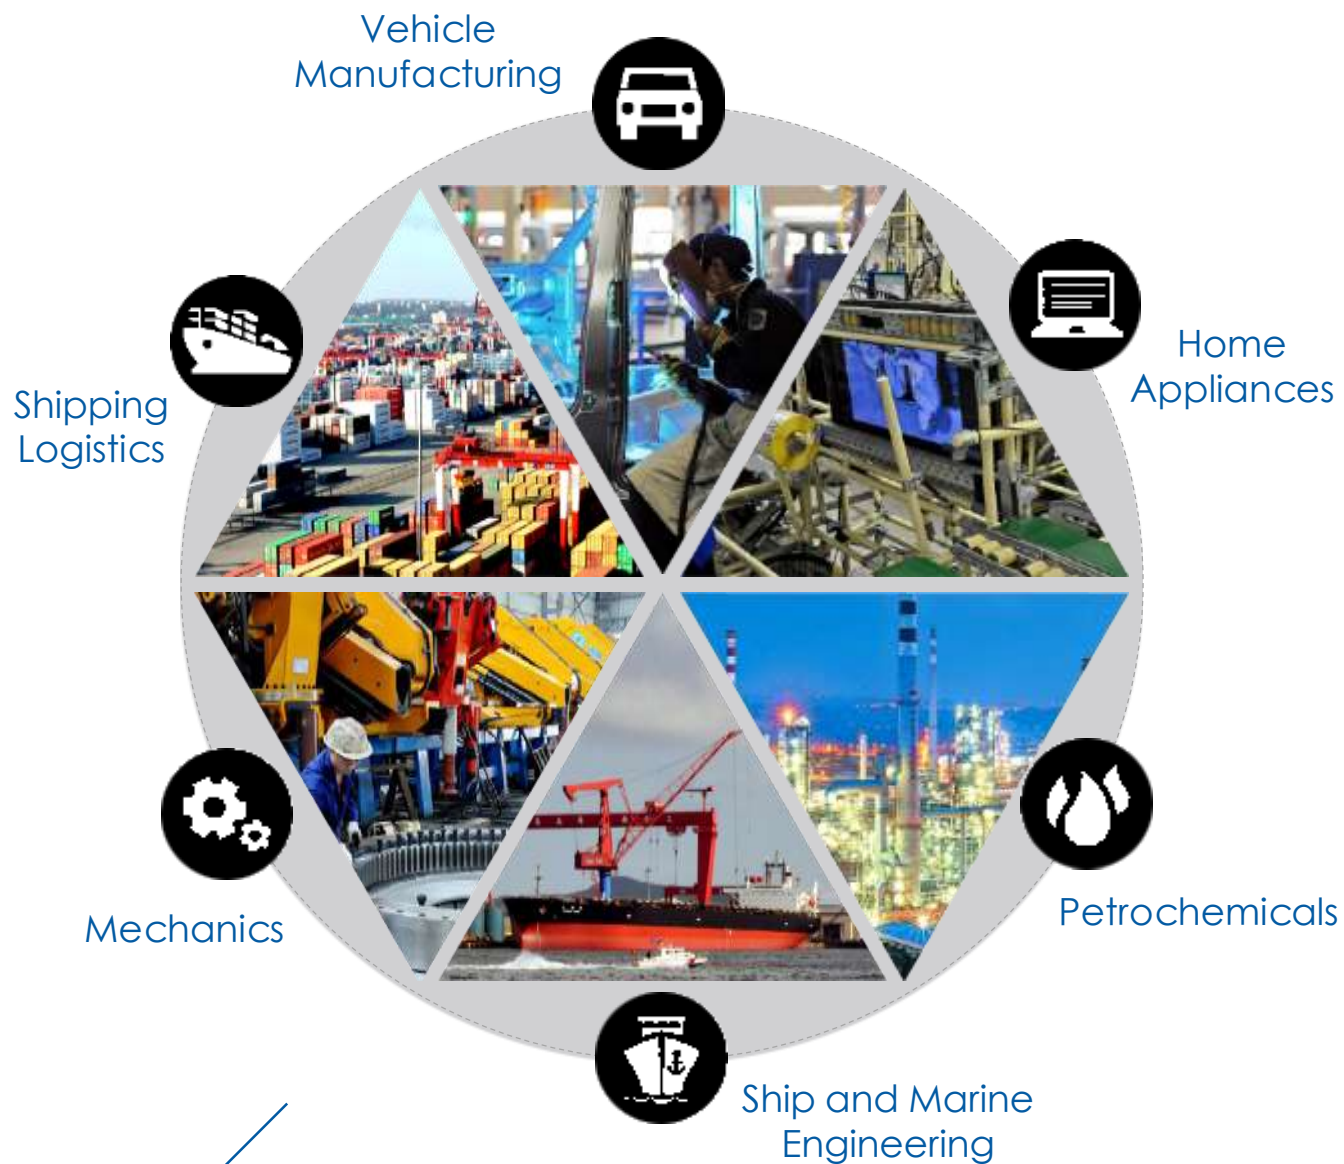 Vehicle
Manufacturing
Home
Appliances
Shipping
Logistics
Mechanics
Petrochemicals
Ship and Marine
Engineering